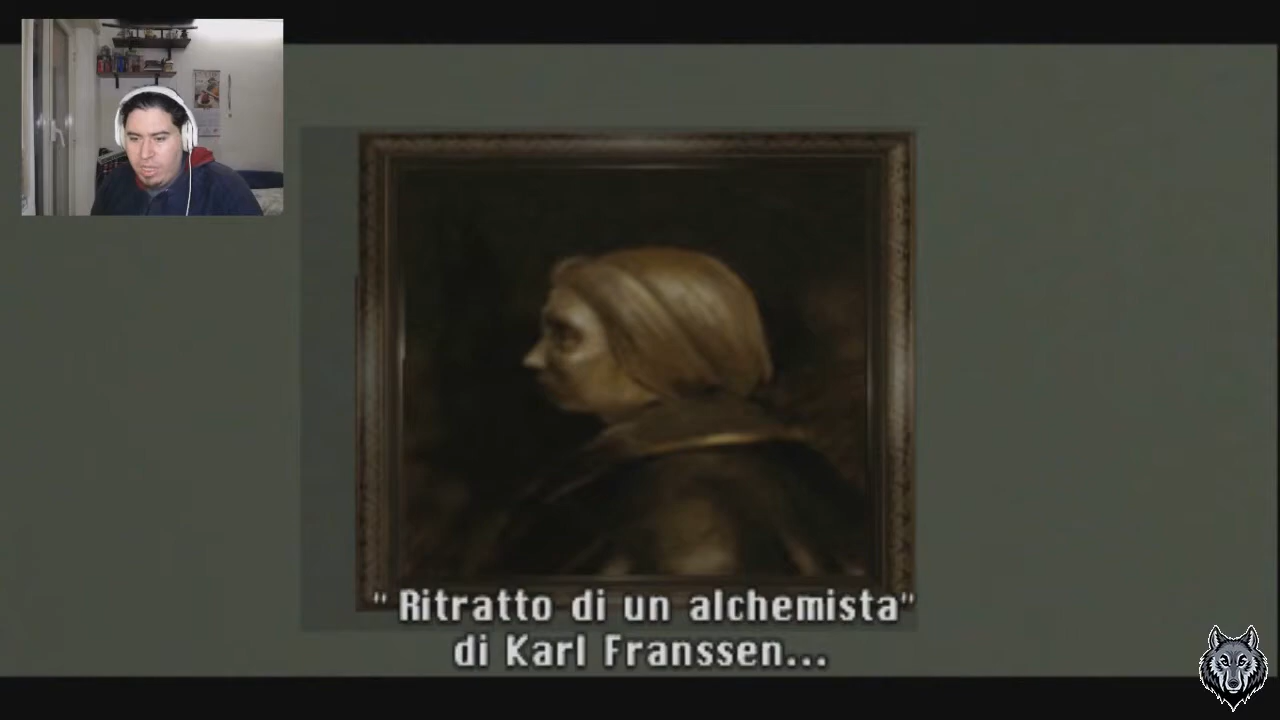 "Ritratto di un alchemista"
di Karl Franssen...